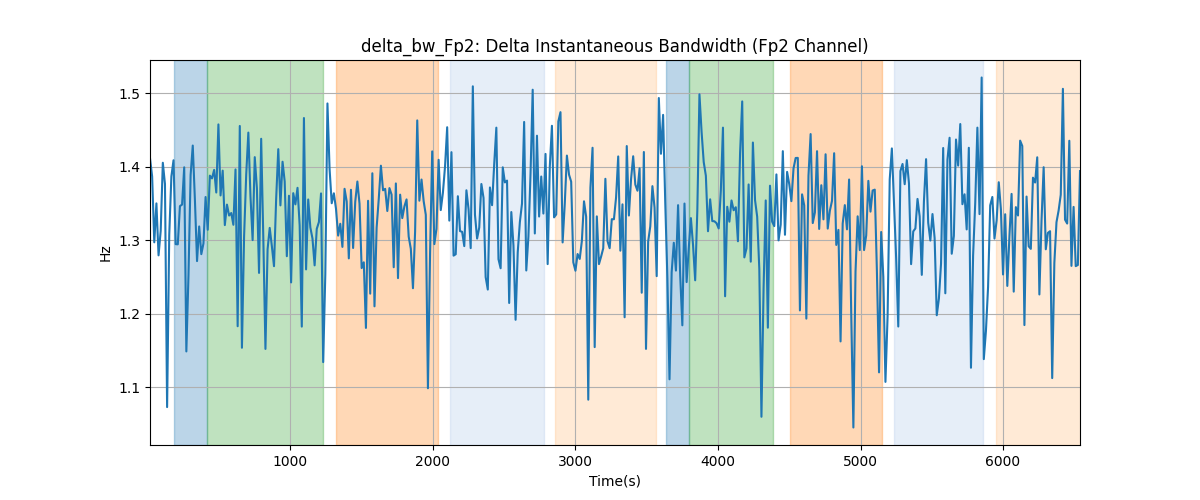 delta_bw_Fp2: Delta Instantaneous Bandwidth (Fp2 Channel)
Hz
1.5
1.4
1.3
1.2
1.1
1000 2000 3000 4000 5000 6000
Time(s)